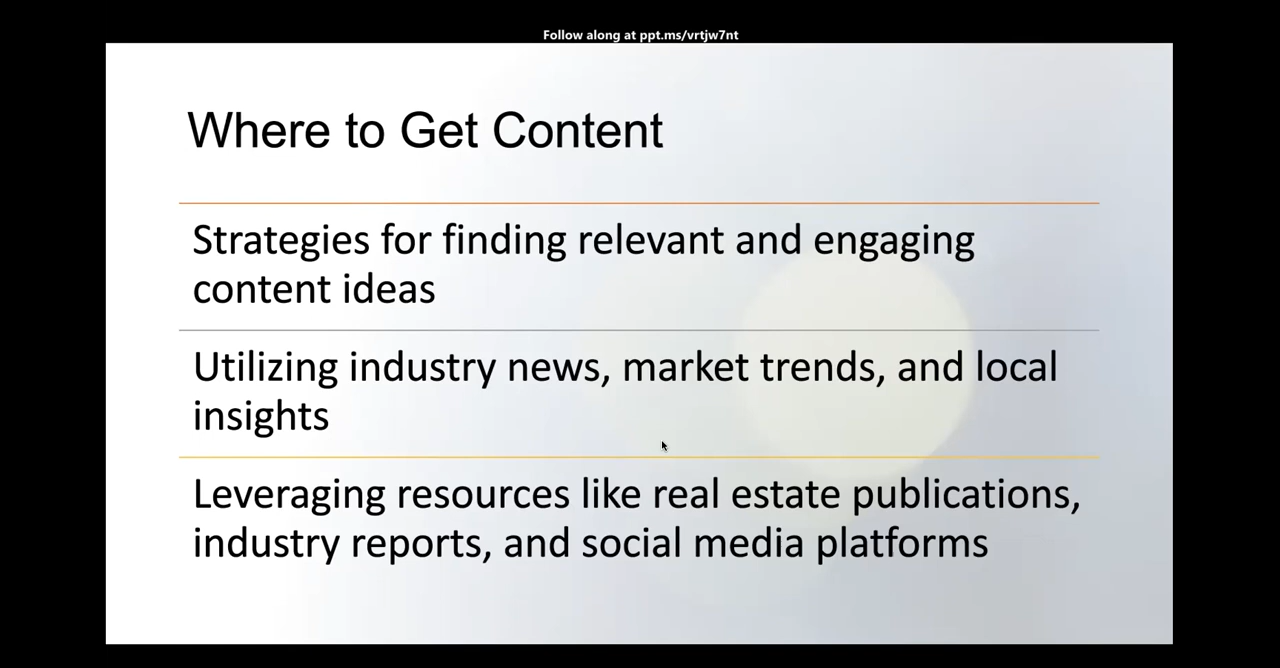 Follow along at ppt.ms/vrtjw7nt
Where to Get Content
Strategies for finding relevant and engaging
content ideas
Utilizing industry news, market trends, and local
insights
Leveraging resources like real estate publications,
industry reports, and social media platforms